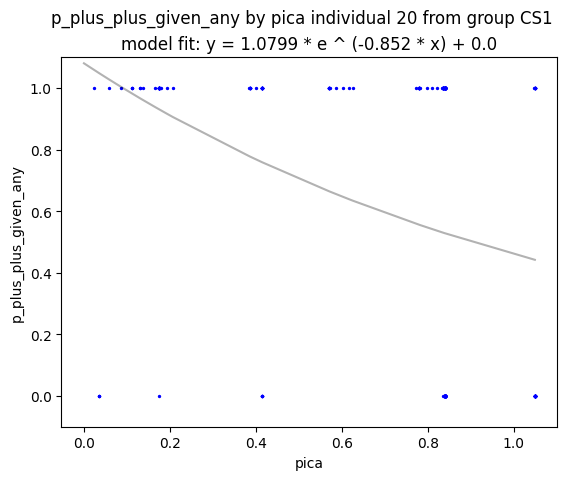 p_plus_plus_given_any by pica individual 20 from group CS1
model fit: y = 1.0799 * e ^ (-0.852 * x) + 0.0
p_plus_plus_given_any
1.0
0.8
0.6
0.4
0.2
0.0
0.0 0.2 0.4 0.6 0.8 1.0
pica